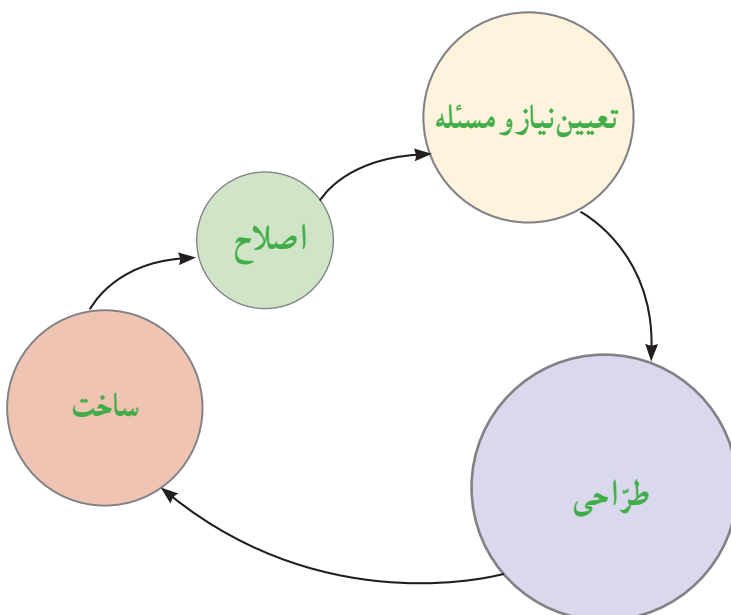 تعیین نیاز و مسئله
اصلاح
ساخت
طرّاحی